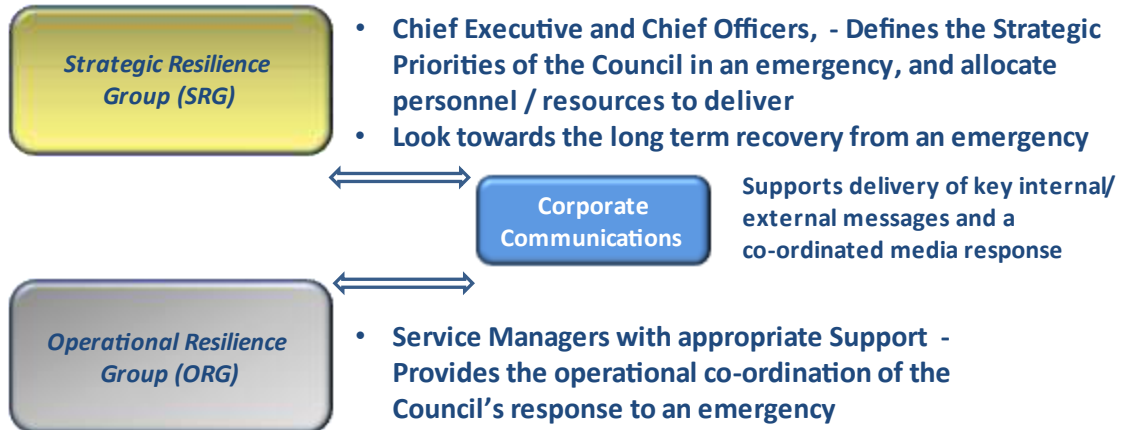 Strategic Resilience
Group (SRG)
• Chief Executive and Chief Officers, - Defines the Strategic
Priorities of the Council in an emergency, and allocate
personnel / resources to deliver
• Look towards the long term recovery from an emergency
Corporate
Communications
Supports delivery of key internal/
external messages and a
co-ordinated media response
Operational Resilience
Group (ORG)
• Service Managers with appropriate Support -
Provides the operational co-ordination of the
Council's response to an emergency